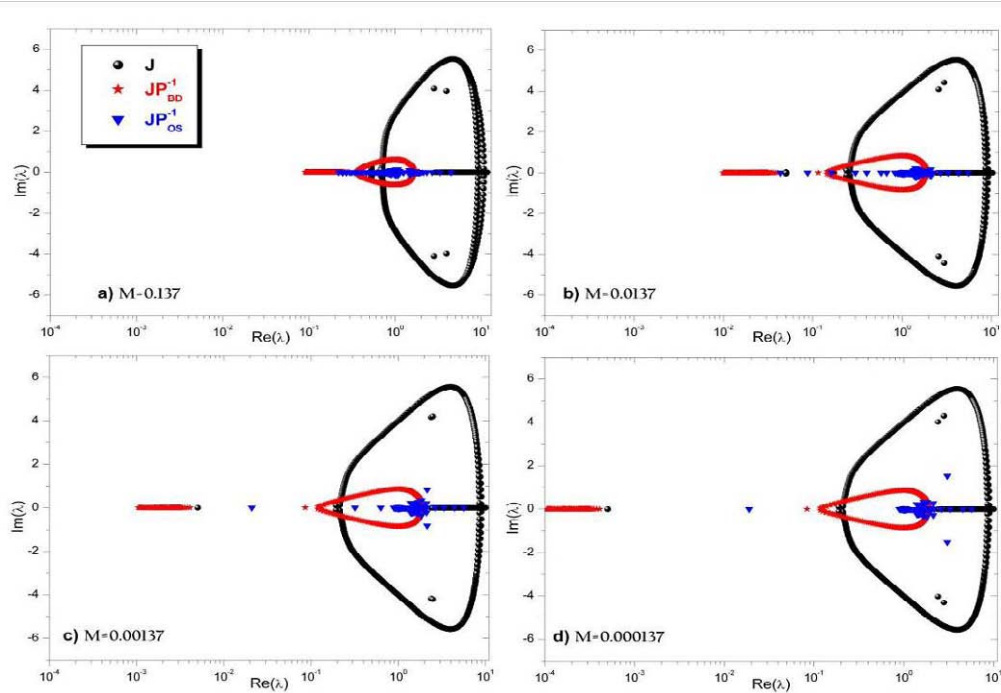 J
JP⁻¹BD
JP⁻¹OS
6
4
2
0
-2
-4
-6
Im(λ)
a) M=0.137
10⁻⁴ 10⁻³ 10⁻² 10⁻¹ 10⁰ 10¹
Re(λ)
6
4
2
0
-2
-4
-6
Im(λ)
b) M=0.0137
10⁻⁴ 10⁻³ 10⁻² 10⁻¹ 10⁰ 10¹
Re(λ)
6
4
2
0
-2
-4
-6
Im(λ)
c) M=0.00137
10⁻⁴ 10⁻³ 10⁻² 10⁻¹ 10⁰ 10¹
Re(λ)
6
4
2
0
-2
-4
-6
Im(λ)
d) M=0.000137
10⁻⁴ 10⁻³ 10⁻² 10⁻¹ 10⁰ 10¹
Re(λ)